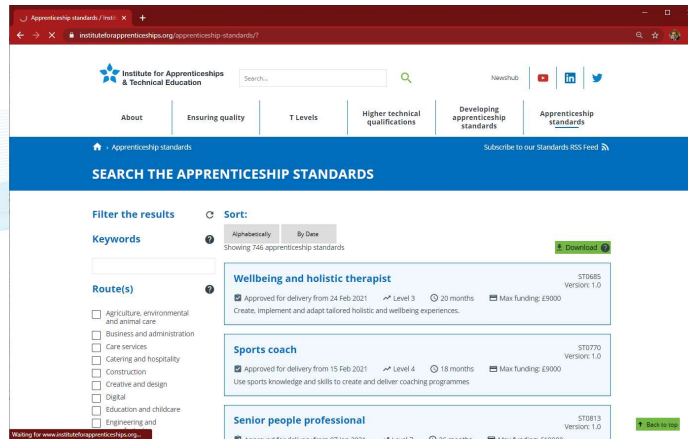 Apprenticeship standards / Instit
instituteforapprenticeships.org/apprenticeship-standards/?
Institute for Apprenticeships
& Technical Education
Search...
Newshub
About
Ensuring quality
T Levels
Higher technical
qualifications
Developing
apprenticeship
standards
Apprenticeship
standards
Apprenticeship standards
Subscribe to our Standards RSS Feed
SEARCH THE APPRENTICESHIP STANDARDS
Filter the results
Sort:
Keywords
Alphabetically
By Date
Showing 746 apprenticeship standards
Download
Route(s)
Agriculture, environmental
and animal care
Business and administration
Care services
Catering and hospitality
Construction
Creative and design
Digital
Education and childcare
Engineering and
Wellbeing and holistic therapist
ST0685
Version: 1.0
Approved for delivery from 24 Feb 2021 Level 3 20 months Max funding: £9000
Create, implement and adapt tailored holistic and wellbeing experiences.
Sports coach
ST0770
Version: 1.0
Approved for delivery from 15 Feb 2021 Level 4 18 months Max funding: £9000
Use sports knowledge and skills to create and deliver coaching programmes
Senior people professional
ST0813
Version: 1.0
Back to top
Waiting for www.instituteforapprenticeships.org...